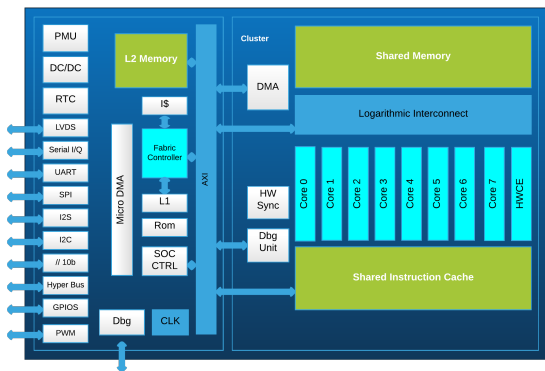 PMU
DC/DC
RTC
LVDS
Serial I/Q
UART
SPI
I2S
I2C
// 10b
Hyper Bus
GPIOS
PWM
L2 Memory
I$
Micro DMA
Fabric
Controller
L1
Rom
SOC
CTRL
Dbg
CLK
AXI
Cluster
DMA
HW
Sync
Dbg
Unit
Shared Memory
Logarithmic Interconnect
Core 0
Core 1
Core 2
Core 3
Core 4
Core 5
Core 6
Core 7
HWCE
Shared Instruction Cache